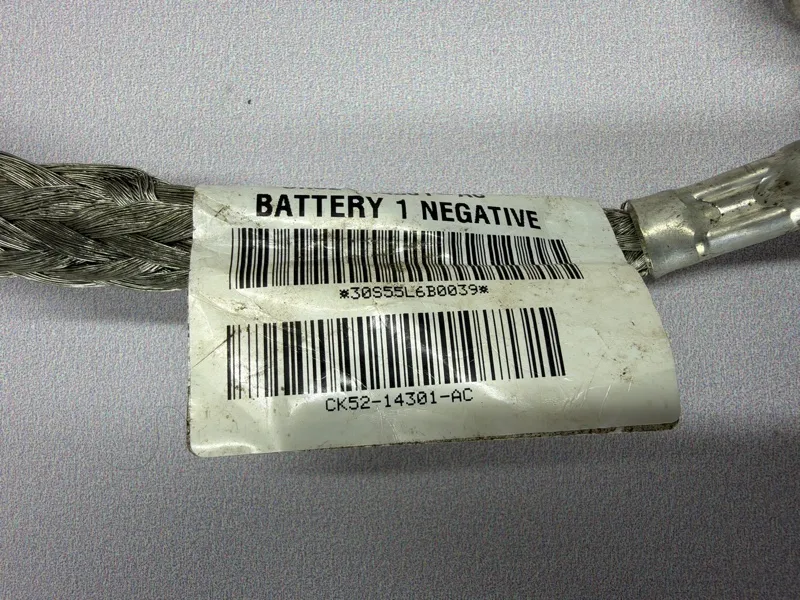 BATTERY 1 NEGATIVE
*30S55L6B0039*
CK52-14301-AC